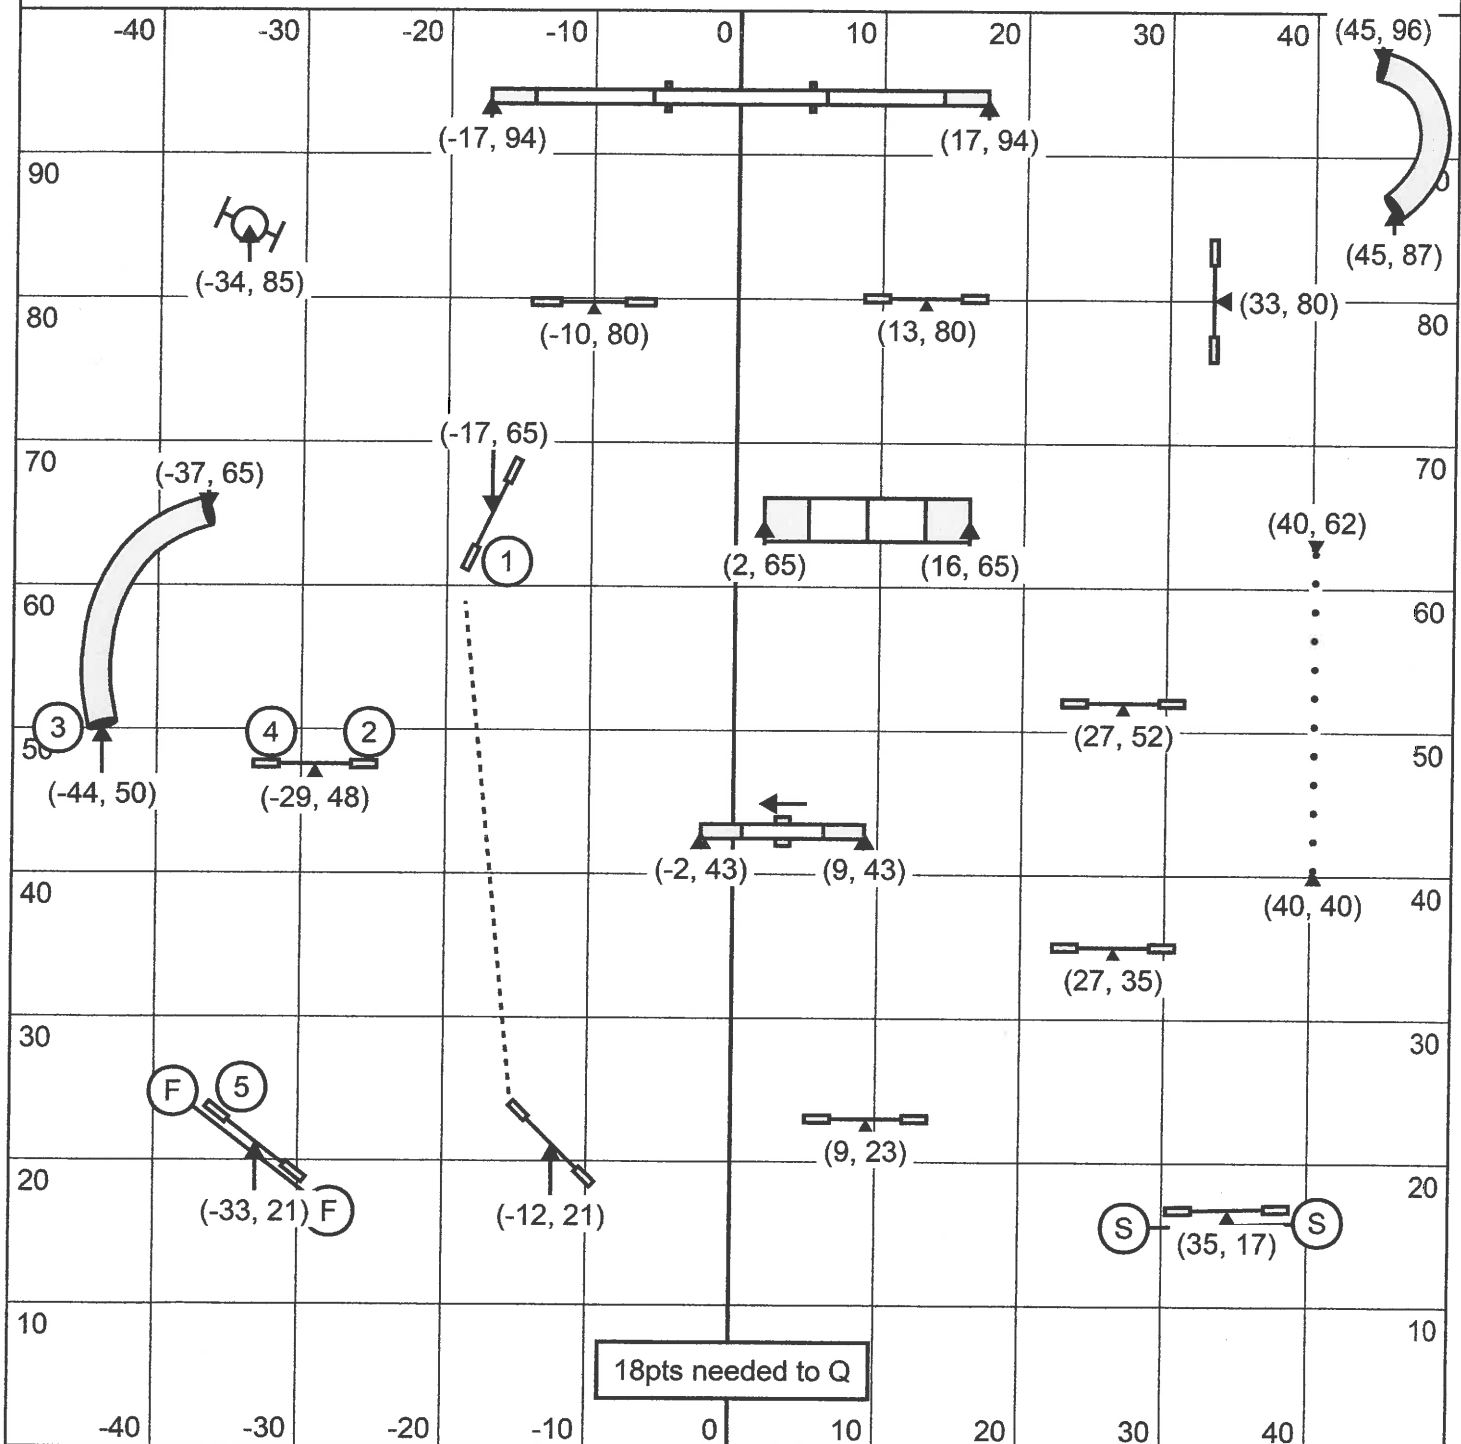 -40 -30 -20 -10 0 10 20 30 40
(45, 96)
(-17, 94) (17, 94)
90
(45, 87)
(-34, 85)
80 (-10, 80) (13, 80) (33, 80) 80
(-17, 65)
70 (-37, 65) 70
(40, 62)
1 (2, 65) (16, 65)
60 60
3 4 2
50 (27, 52) 50
(-44, 50) (-29, 48)
(-2, 43) (9, 43)
40 40
(40, 40)
(27, 35)
30 30
F 5
(9, 23)
20 20
(-33, 21) F (-12, 21)
S (35, 17) S
10 10
18pts needed to Q
-40 -30 -20 -10 0 10 20 30 40